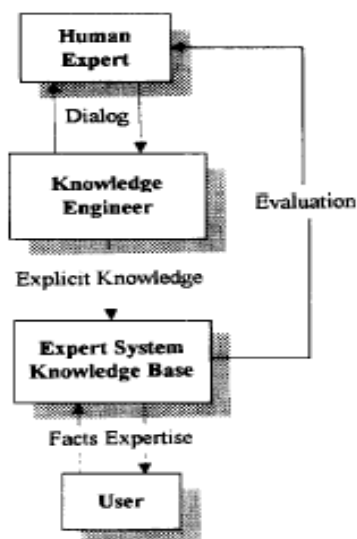 Human
Expert
Dialog
Knowledge
Engineer
Evaluation
Explicit Knowledge
Expert System
Knowledge Base
Facts Expertise
User